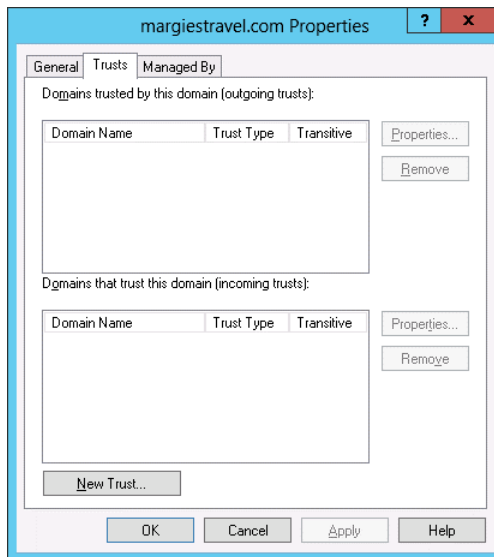 margiestravel.com Properties ? x
General Trusts Managed By
Domains trusted by this domain (outgoing trusts):
Domain Name Trust Type Transitive Properties...
Remove
Domains that trust this domain (incoming trusts):
Domain Name Trust Type Transitive Properties...
Remove
New Trust...
OK Cancel Apply Help